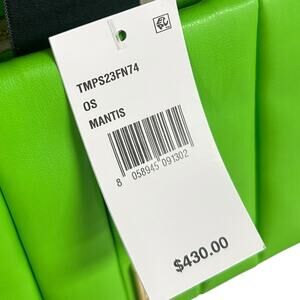 TMPS23FN74
OS
MANTIS
8 058945 091302
$430.00